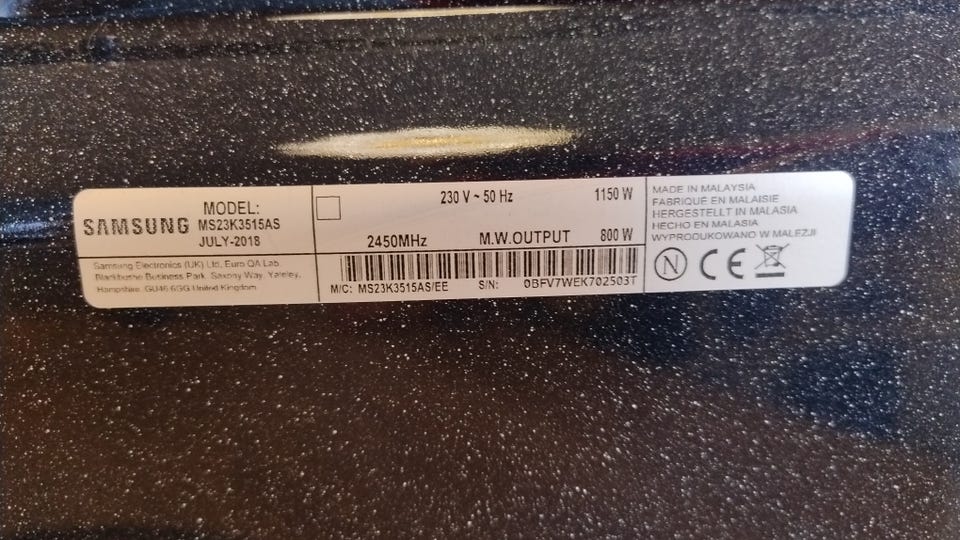 SAMSUNG
MODEL:
MS23K3515AS
JULY-2018
Samsung Electronics (UK) Ltd, Euro QA Lab.
Blackbushe Business Park, Saxony Way, Yateley,
Hampshire, GU46 6GG United Kingdom
230 V ~ 50 Hz 1150 W
2450MHz M.W.OUTPUT 800 W
M/C: MS23K3515AS/EE S/N: 0BFV7WEK702503T
MADE IN MALAYSIA
FABRIQUÉ EN MALAISIE
HERGESTELLT IN MALASIA
HECHO EN MALASIA
WYPRODUKOWANO W MALEZJI
N CE